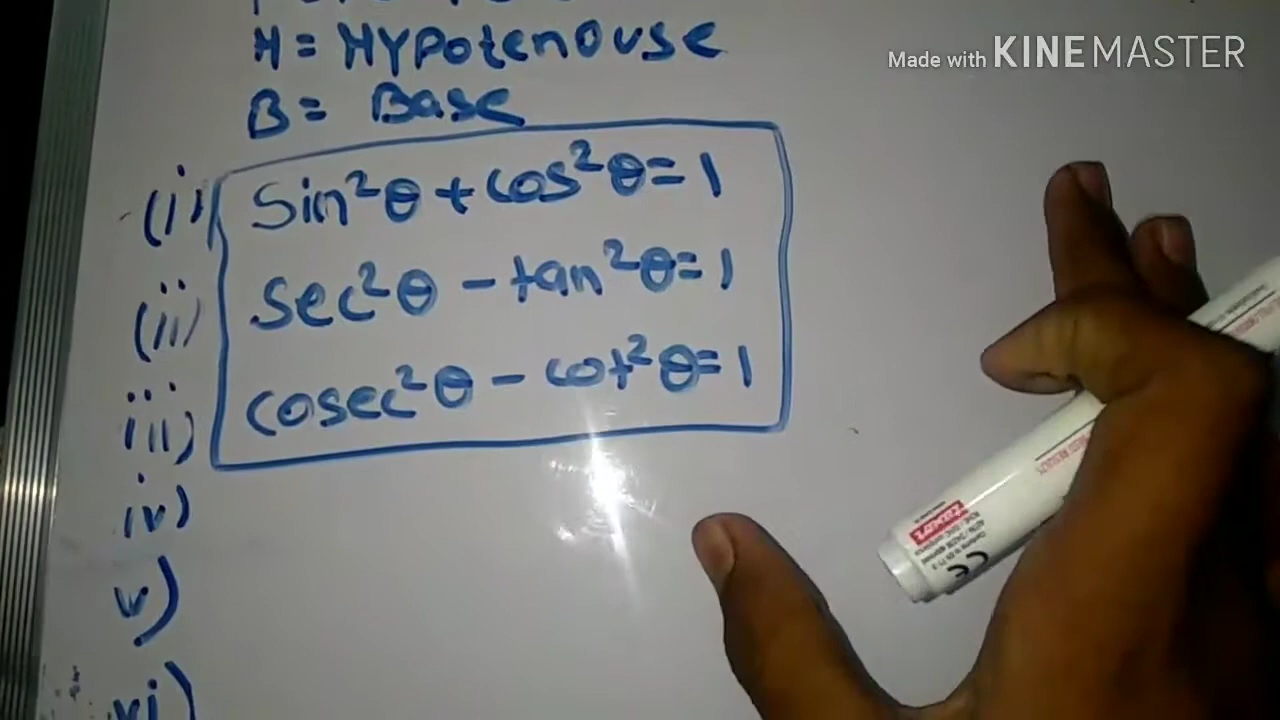 Made with KINEMASTER
H = HYPotenouse
B = Base
(i) Sin²θ + cos²θ = 1
(ii) sec²θ - tan²θ = 1
iii) cosec²θ - cot²θ = 1
iv)
v)
vi)